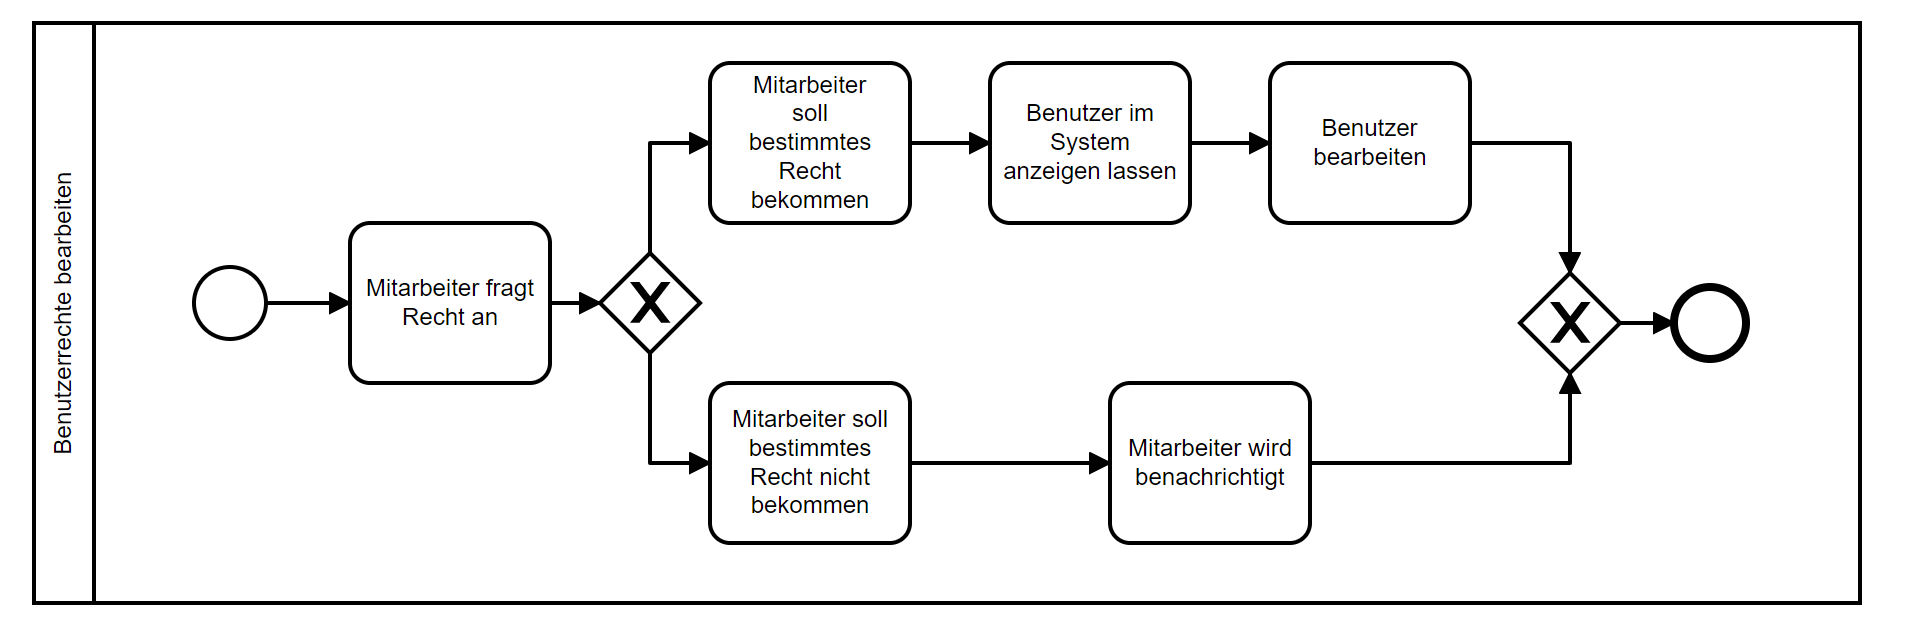 Benutzerrechte bearbeiten
Mitarbeiter fragt
Recht an
X
Mitarbeiter
soll
bestimmtes
Recht
bekommen
Benutzer im
System
anzeigen lassen
Benutzer
bearbeiten
Mitarbeiter soll
bestimmtes
Recht nicht
bekommen
Mitarbeiter wird
benachrichtigt
X